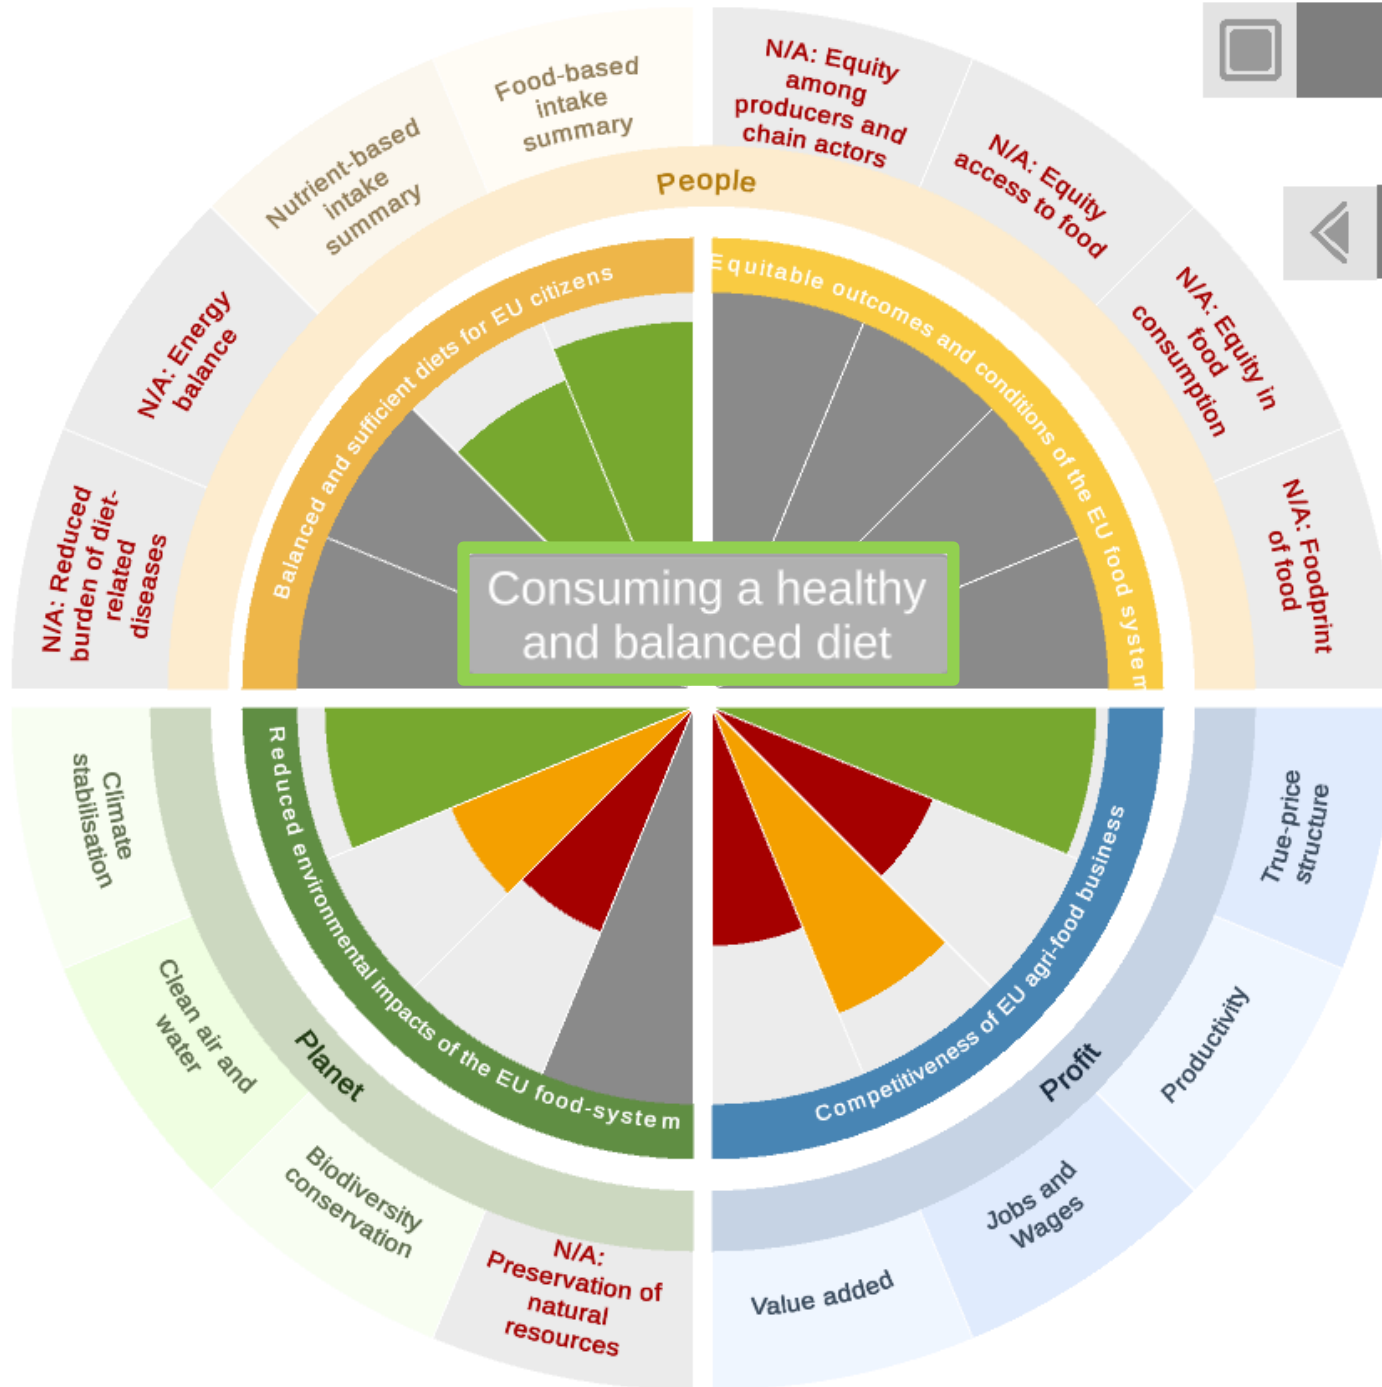 Food-based
intake
summary
Nutrient-based
intake
summary
N/A: Energy
balance
N/A: Reduced
burden of diet-
related
diseases
N/A: Equity
among
producers and
chain actors
N/A: Equity
access to food
N/A: Equity in
food
consumption
N/A: Foodprint
of food
People
Balanced and sufficient diets for EU citizens
Equitable outcomes and conditions of the EU food system
Consuming a healthy
and balanced diet
Reduced environmental impacts of the EU food-system
Competitiveness of EU agri-food business
Planet
Profit
Climate
stabilisation
Clean air and
water
Biodiversity
conservation
N/A:
Preservation of
natural
resources
True-price
structure
Productivity
Jobs and
Wages
Value added